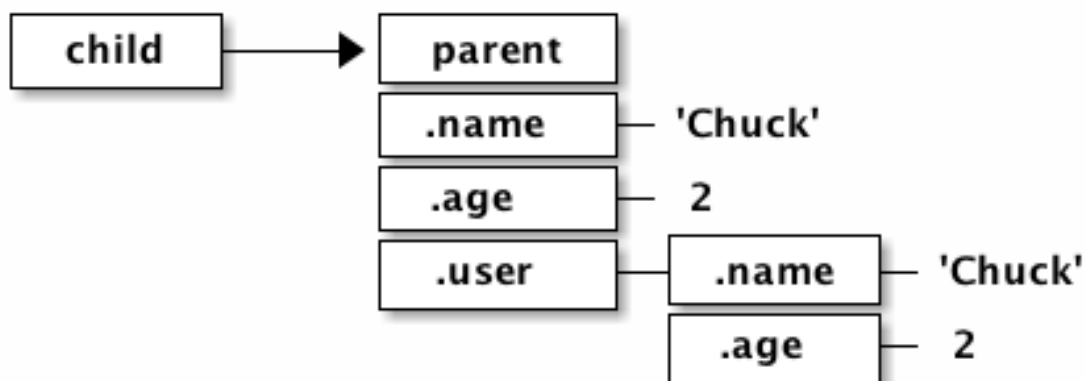 child parent
.name 'Chuck'
.age 2
.user .name 'Chuck'
.age 2